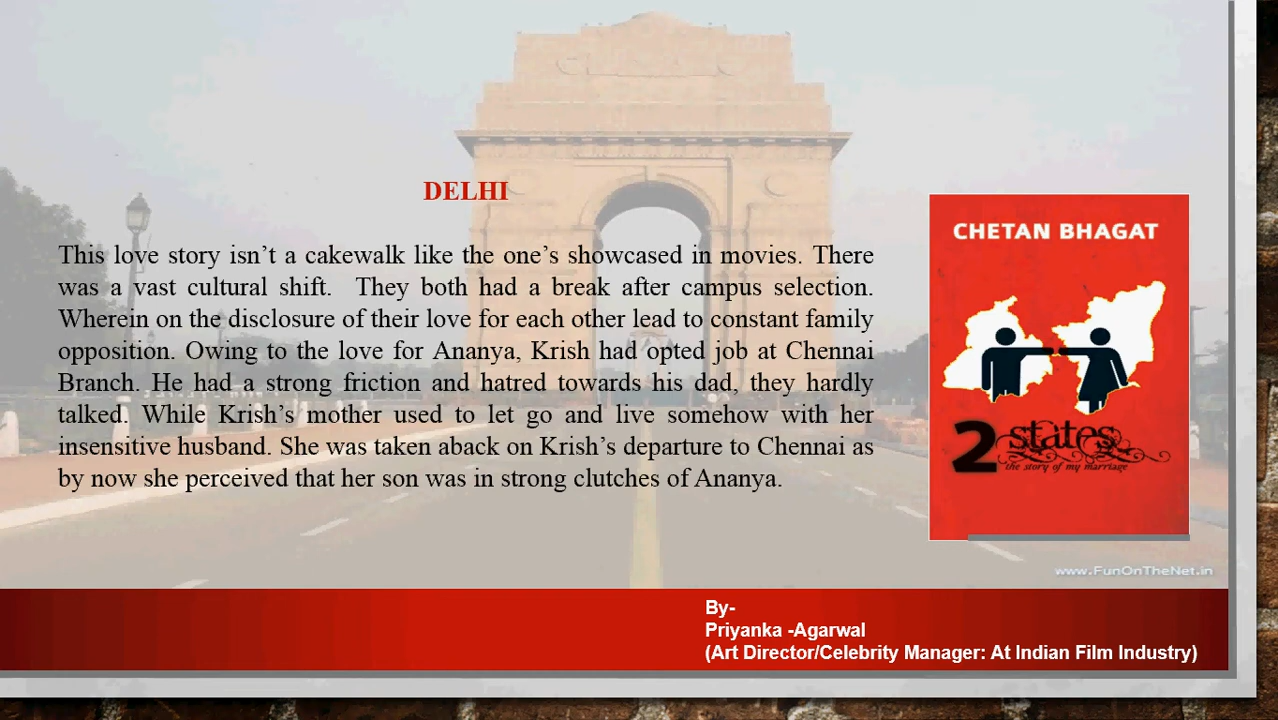 DELHI
This love story isn't a cakewalk like the one's showcased in movies. There
was a vast cultural shift.  They both had a break after campus selection.
Wherein on the disclosure of their love for each other lead to constant family
opposition. Owing to the love for Ananya, Krish had opted job at Chennai
Branch. He had a strong friction and hatred towards his dad, they hardly
talked. While Krish's mother used to let go and live somehow with her
insensitive husband. She was taken aback on Krish's departure to Chennai as
by now she perceived that her son was in strong clutches of Ananya.
CHETAN BHAGAT
2 states
the story of my marriage
www.FunOnTheNet.in
By-
Priyanka -Agarwal
(Art Director/Celebrity Manager: At Indian Film Industry)